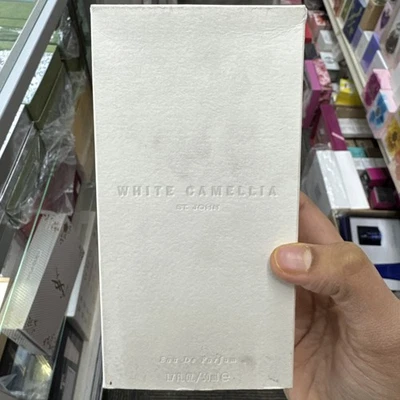 WHITE CAMELLIA
ST. JOHN
Eau De Parfum